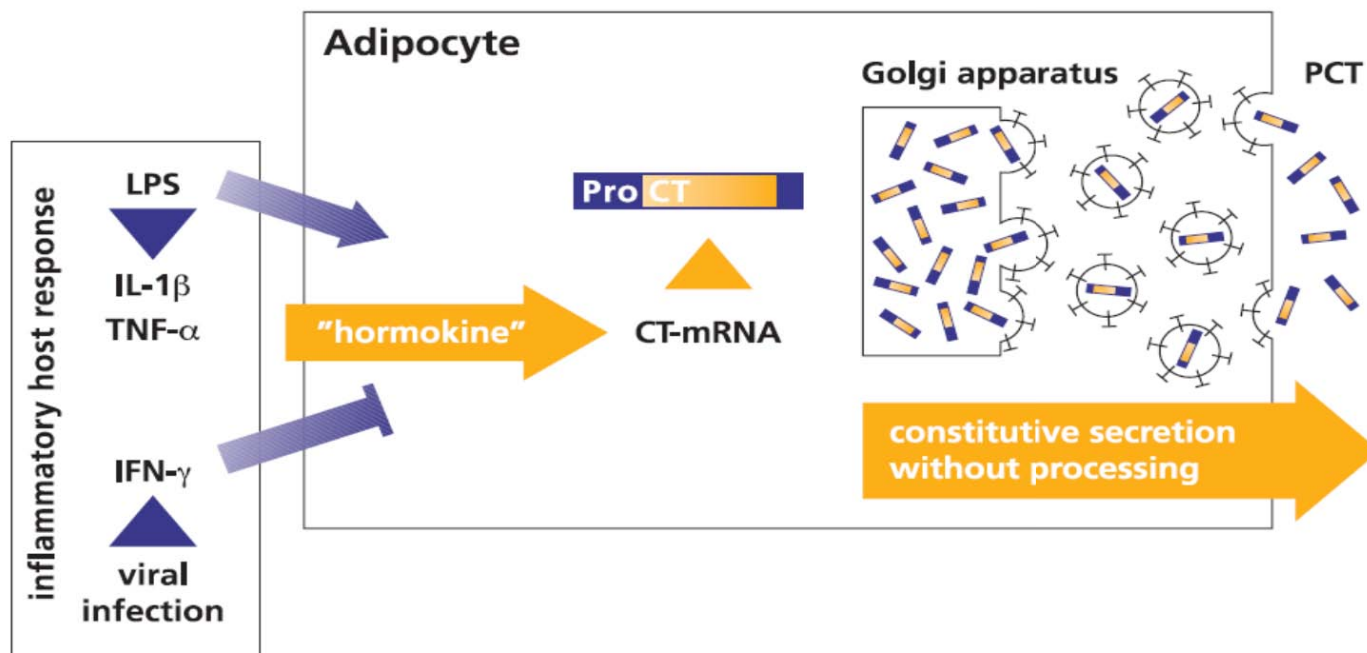 Adipocyte
Golgi apparatus
PCT
inflammatory host response
LPS
IL-1β
TNF-α
IFN-γ
viral
infection
"hormokine"
Pro CT
CT-mRNA
constitutive secretion
without processing